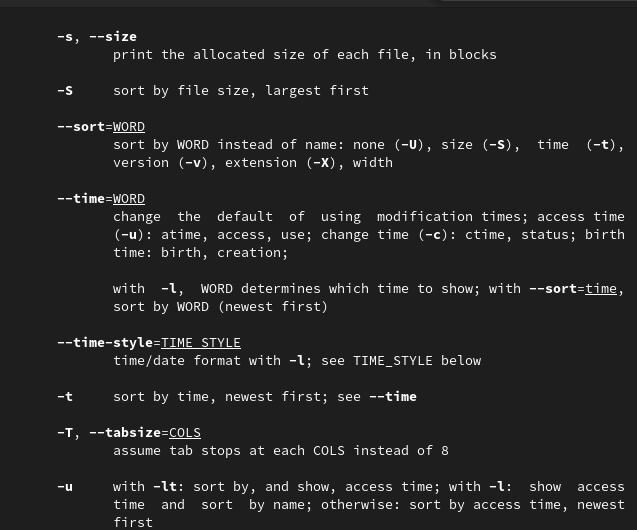 -s, --size
print the allocated size of each file, in blocks
-S sort by file size, largest first
--sort=WORD
sort by WORD instead of name: none (-U), size (-S), time (-t),
version (-v), extension (-X), width
--time=WORD
change the default of using modification times; access time
(-u): atime, access, use; change time (-c): ctime, status; birth
time: birth, creation;
with -l, WORD determines which time to show; with --sort=time,
sort by WORD (newest first)
--time-style=TIME_STYLE
time/date format with -l; see TIME_STYLE below
-t sort by time, newest first; see --time
-T, --tabsize=COLS
assume tab stops at each COLS instead of 8
-u with -lt: sort by, and show, access time; with -l: show access
time and sort by name; otherwise: sort by access time, newest
first